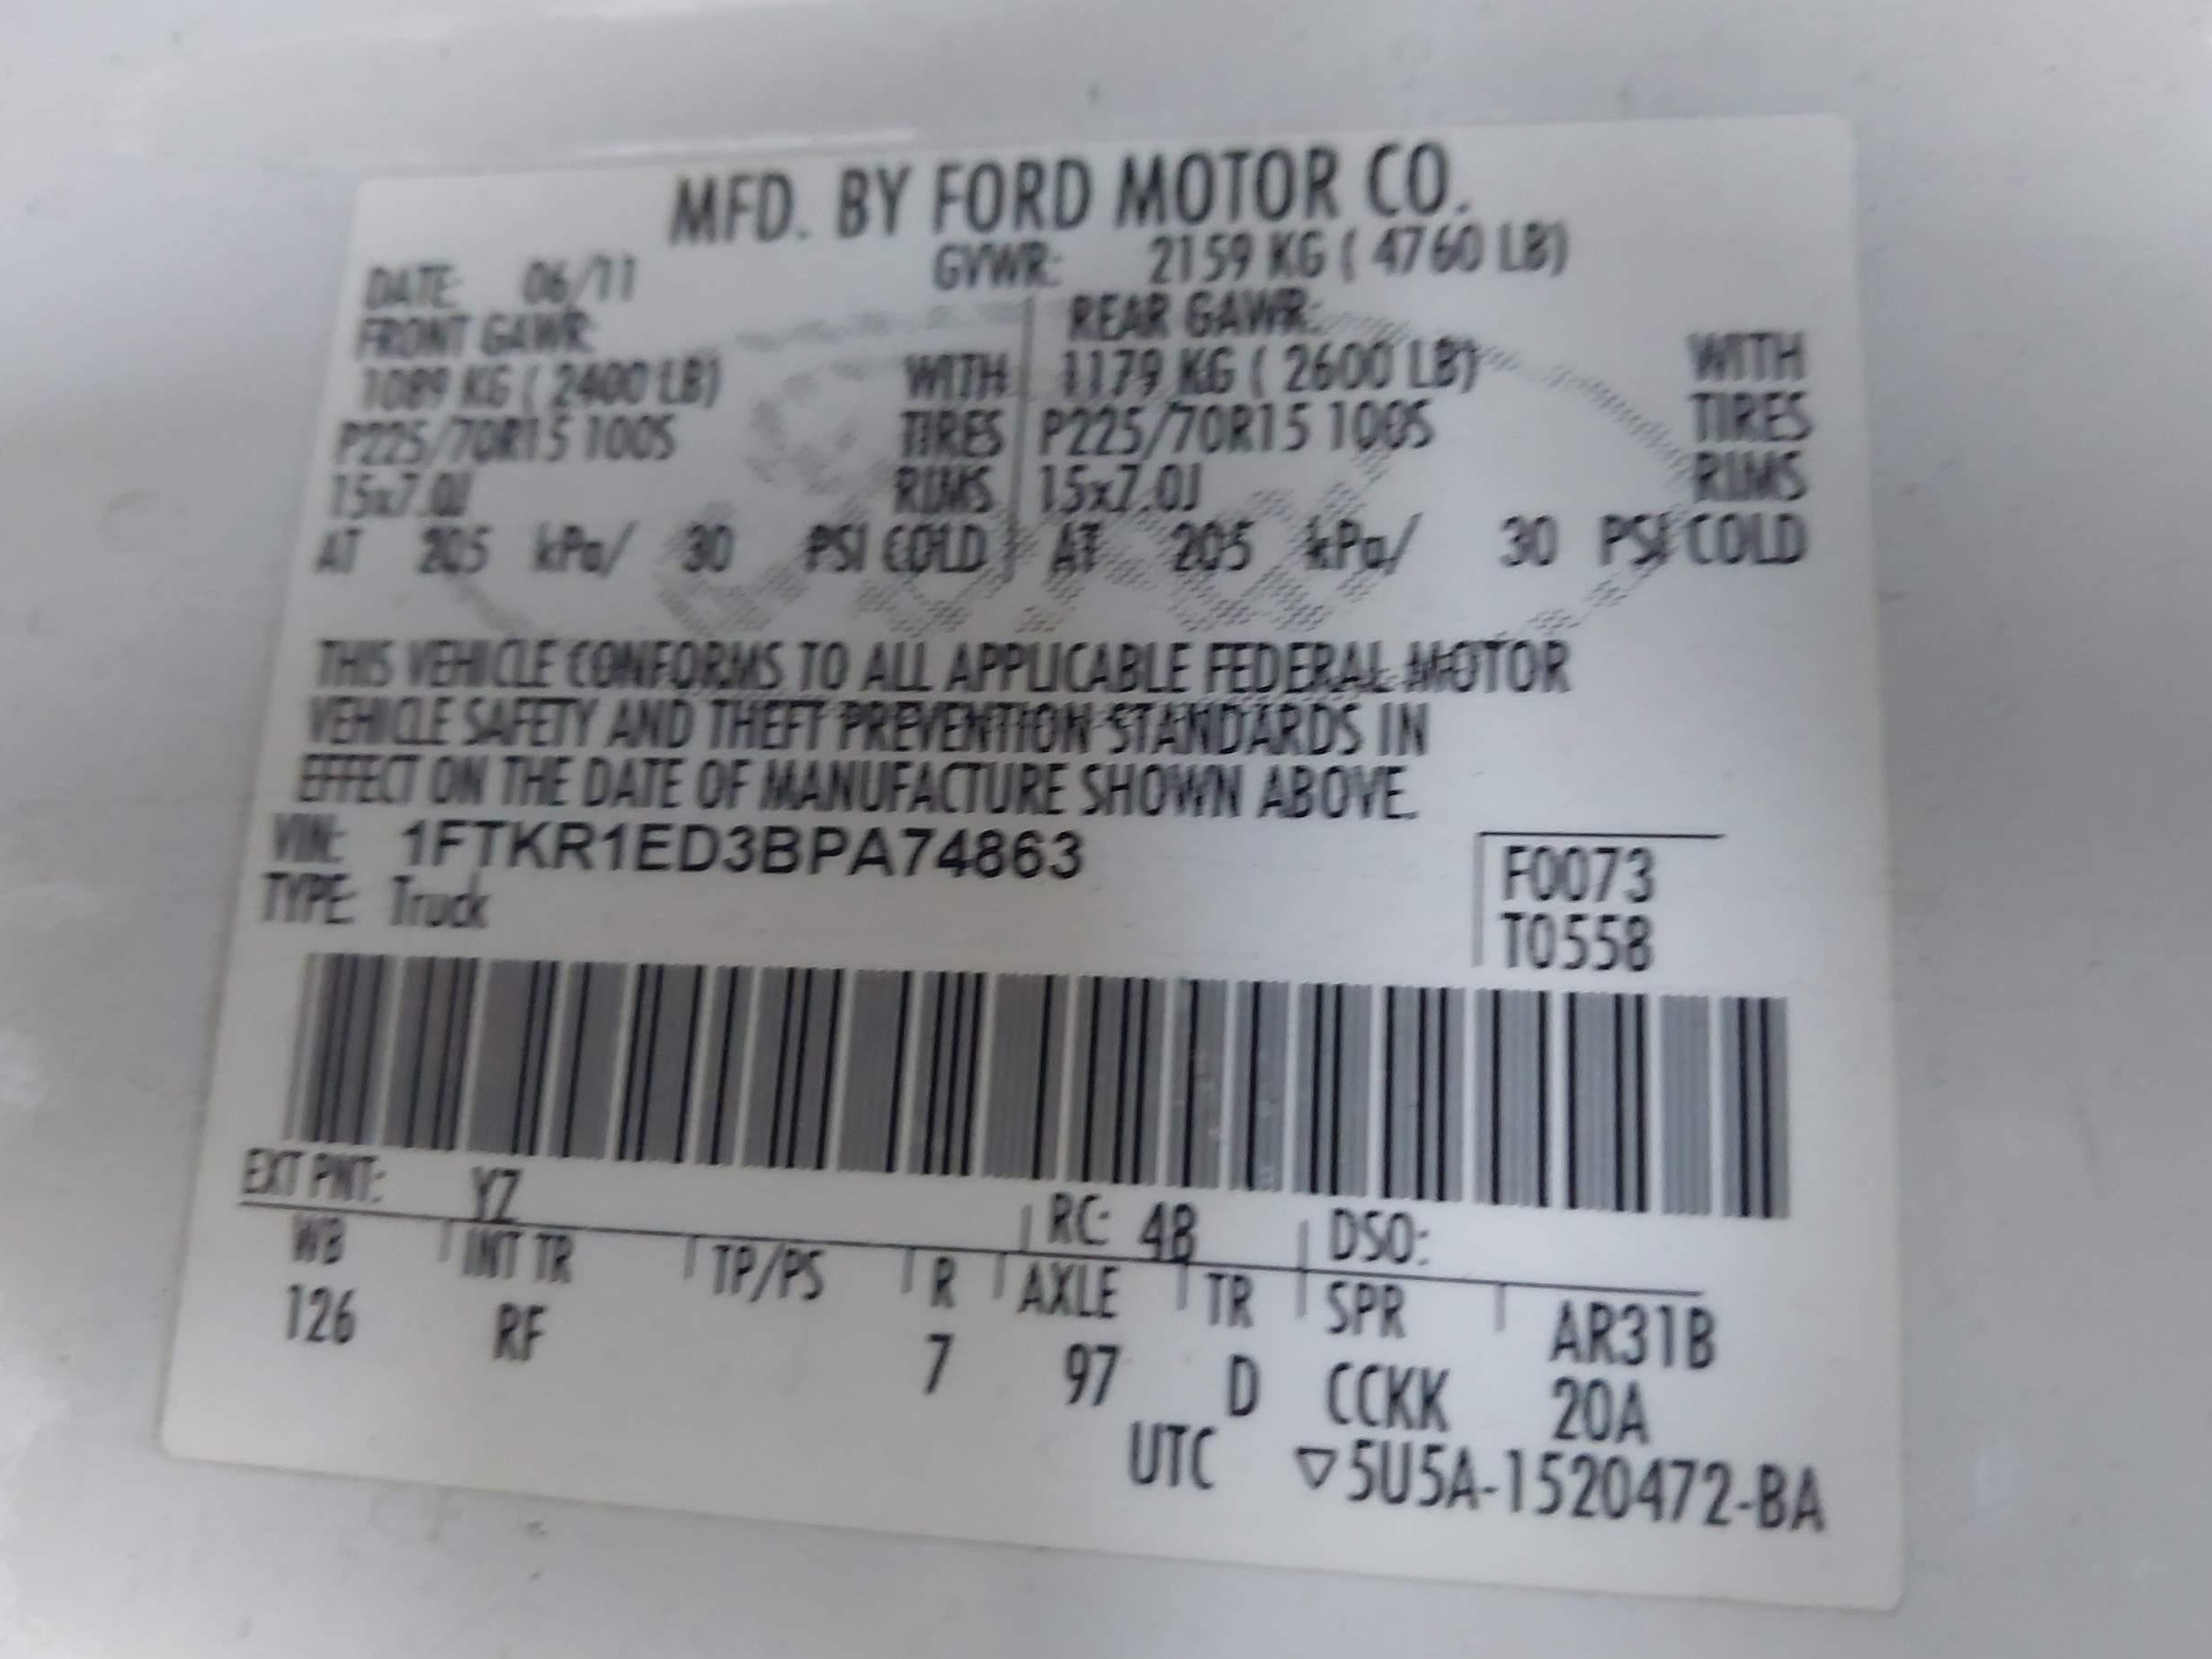 MFD. BY FORD MOTOR CO.
DATE: 06/11 GVWR: 2159 KG ( 4760 LB)
FRONT GAWR: REAR GAWR:
1089 KG ( 2400 LB) WITH 1179 KG ( 2600 LB) WITH
P225/70R15 100S TIRES P225/70R15 100S TIRES
15x7.0J RIMS 15x7.0J RIMS
AT 205 kPa/ 30 PSI COLD AT 205 kPa/ 30 PSI COLD
THIS VEHICLE CONFORMS TO ALL APPLICABLE FEDERAL MOTOR
VEHICLE SAFETY AND THEFT PREVENTION STANDARDS IN
EFFECT ON THE DATE OF MANUFACTURE SHOWN ABOVE.
VIN: 1FTKR1ED3BPA74863
TYPE: Truck
F0073
T0558
EXT PNT: YZ RC: 48 DSO:
WB INT TR TP/PS R AXLE TR SPR AR31B
126 RF 7 97 D CCKK 20A
UTC ▽5U5A-1520472-BA